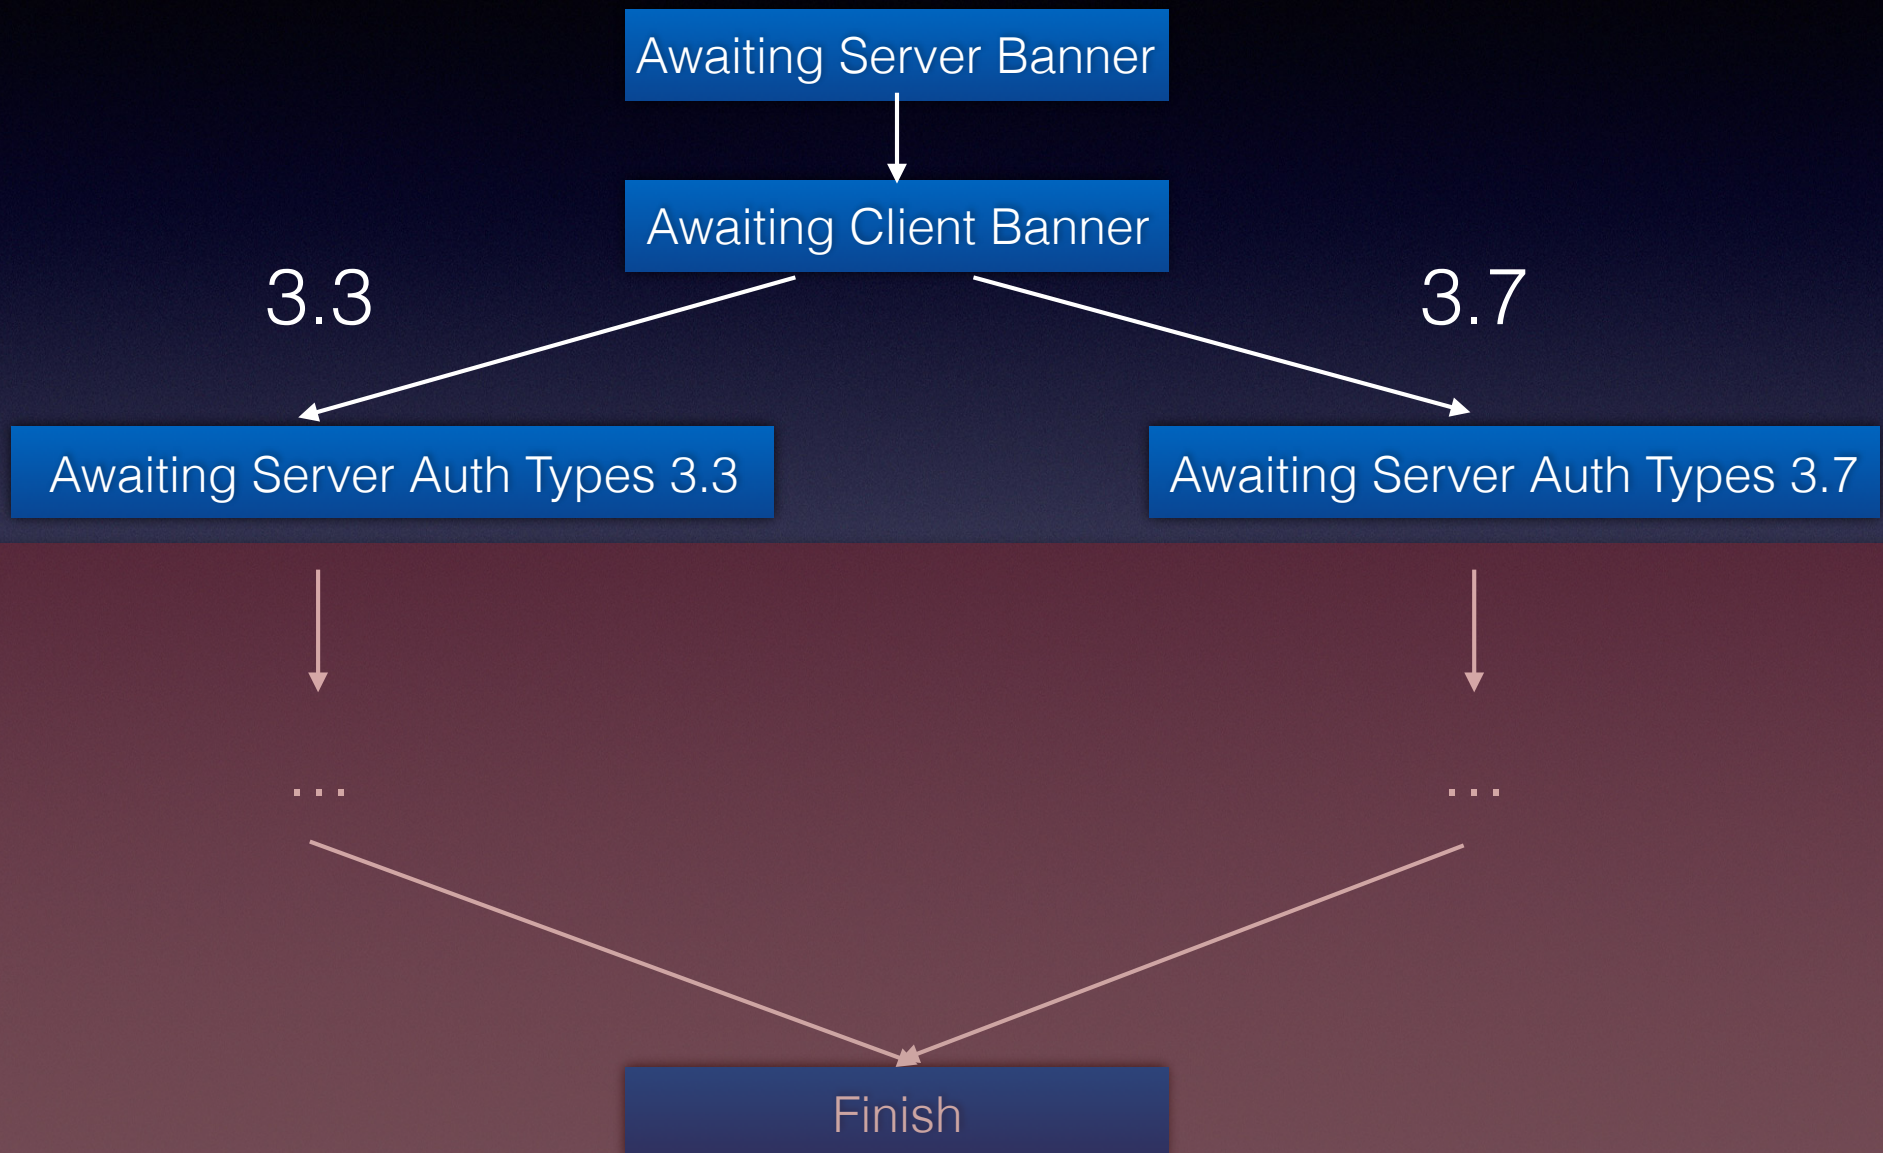 Awaiting Server Banner
Awaiting Client Banner
3.3
3.7
Awaiting Server Auth Types 3.3
Awaiting Server Auth Types 3.7
...
...
Finish